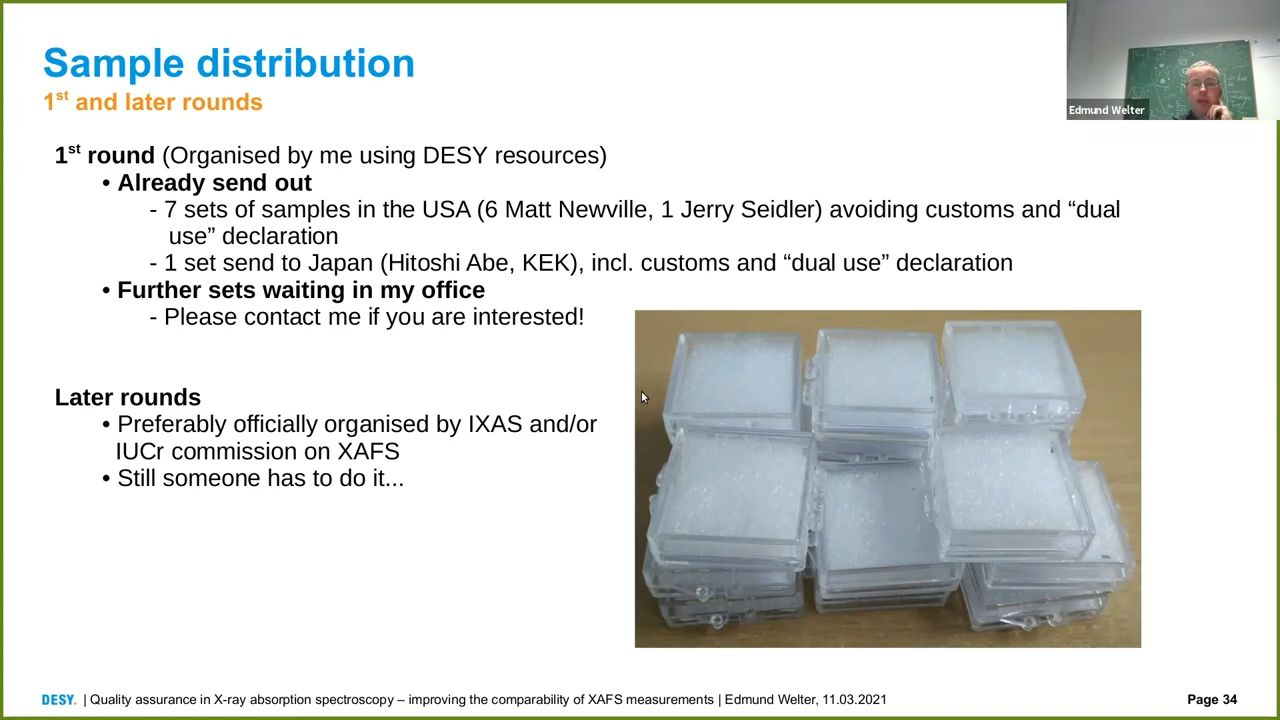 Sample distribution
1st and later rounds
Edmund Welter
1st round (Organised by me using DESY resources)
• Already send out
- 7 sets of samples in the USA (6 Matt Newville, 1 Jerry Seidler) avoiding customs and “dual
use” declaration
- 1 set send to Japan (Hitoshi Abe, KEK), incl. customs and “dual use” declaration
• Further sets waiting in my office
- Please contact me if you are interested!
Later rounds
• Preferably officially organised by IXAS and/or
IUCr commission on XAFS
• Still someone has to do it...
DESY. | Quality assurance in X-ray absorption spectroscopy – improving the comparability of XAFS measurements | Edmund Welter, 11.03.2021
Page 34